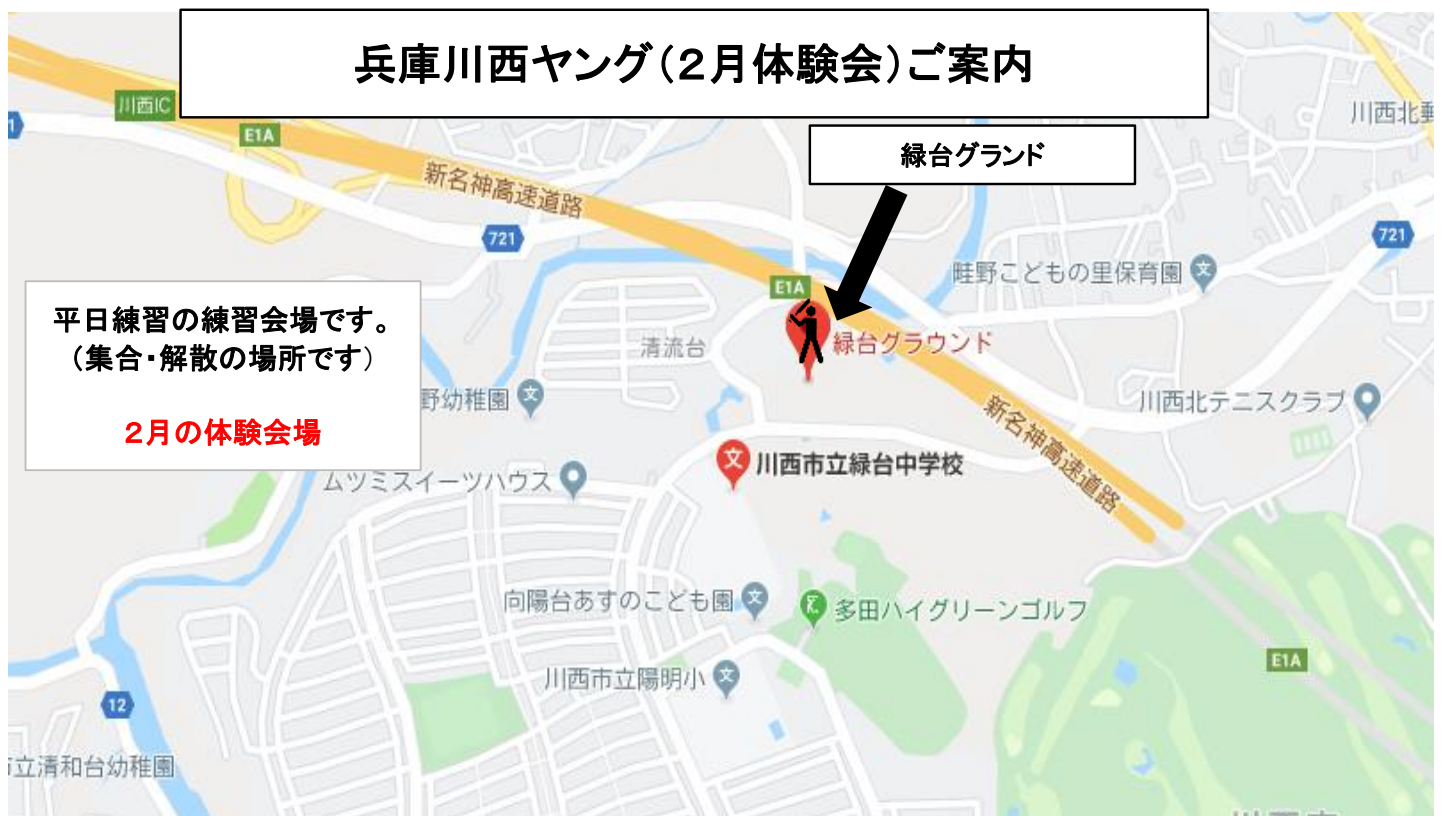 兵庫川西ヤング(2月体験会)ご案内
川西IC
E1A
川西北郵
緑台グランド
新名神高速道路
721
721
畦野こどもの里保育園
E1A
平日練習の練習会場です。
(集合・解散の場所です)
2月の体験会場
清流台
緑台グラウンド
野幼稚園
川西北テニスクラブ
新名神高速道路
川西市立緑台中学校
ムツミスイーツハウス
向陽台あすのこども園
多田ハイグリーンゴルフ
E1A
川西市立陽明小
12
市立清和台幼稚園